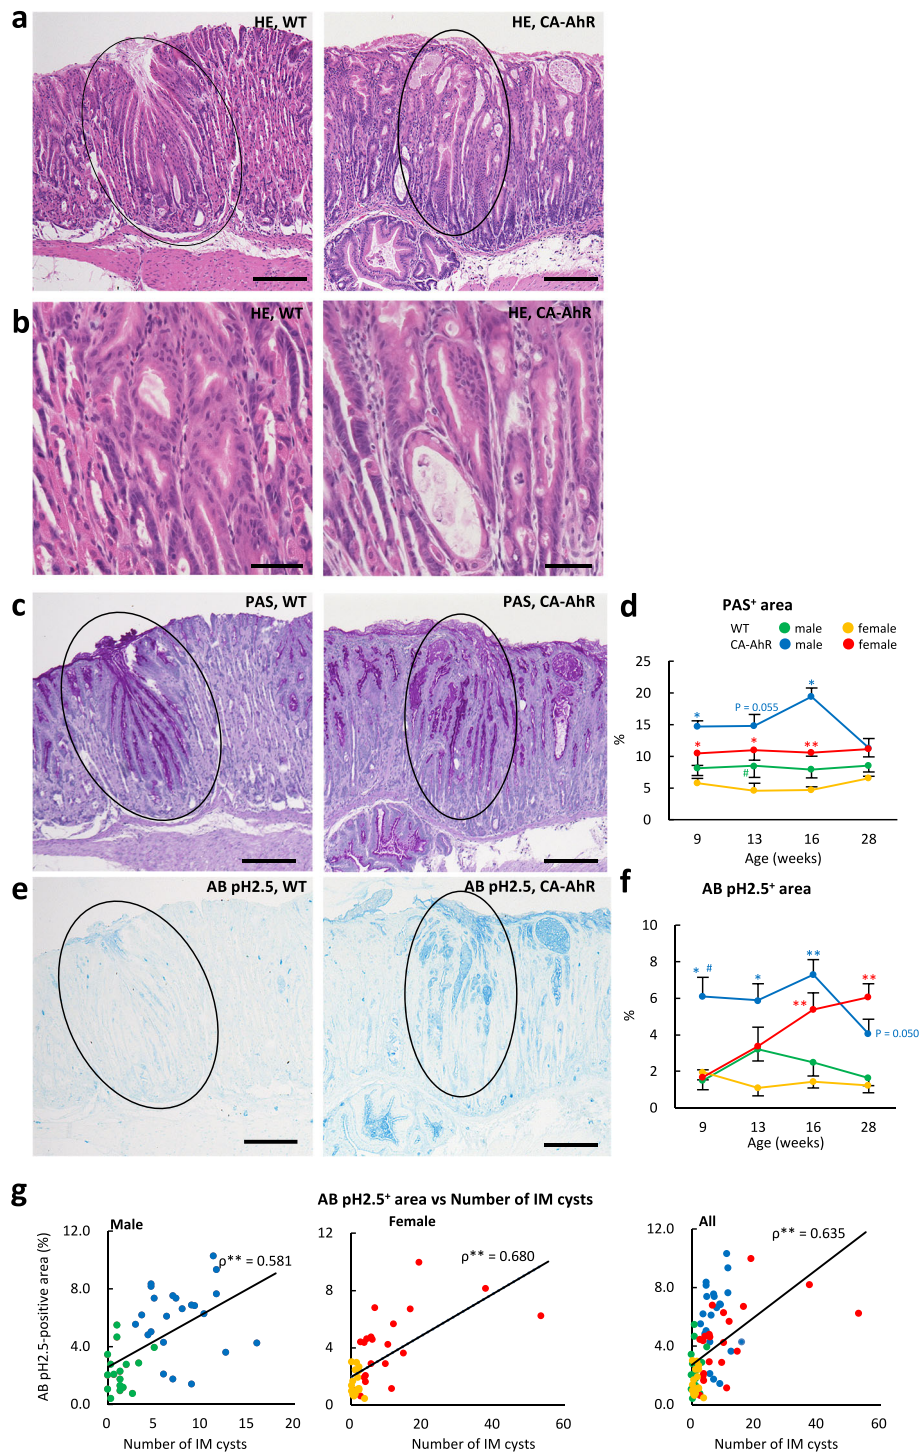 a
HE, WT
HE, CA-AhR
b
HE, WT
HE, CA-AhR
c
PAS, WT
PAS, CA-AhR
d
PAS⁺ area
WT male female
CA-AhR male female
25
20
15
10
5
0
%
*
P = 0.055
*
*
*
**
#
9 13 16 28
Age (weeks)
e
AB pH2.5, WT
AB pH2.5, CA-AhR
f
AB pH2.5⁺ area
10
8
6
4
2
0
%
* #
*
**
**
**
P = 0.050
9 13 16 28
Age (weeks)
g
AB pH2.5⁺ area vs Number of IM cysts
Male
AB pH2.5-positive area (%)
12.0
8.0
4.0
0.0
ρ** = 0.581
0 5 10 15 20
Number of IM cysts
Female
12
8
4
0
ρ** = 0.680
0 20 40 60
Number of IM cysts
All
12.0
8.0
4.0
0.0
ρ** = 0.635
0 20 40 60
Number of IM cysts